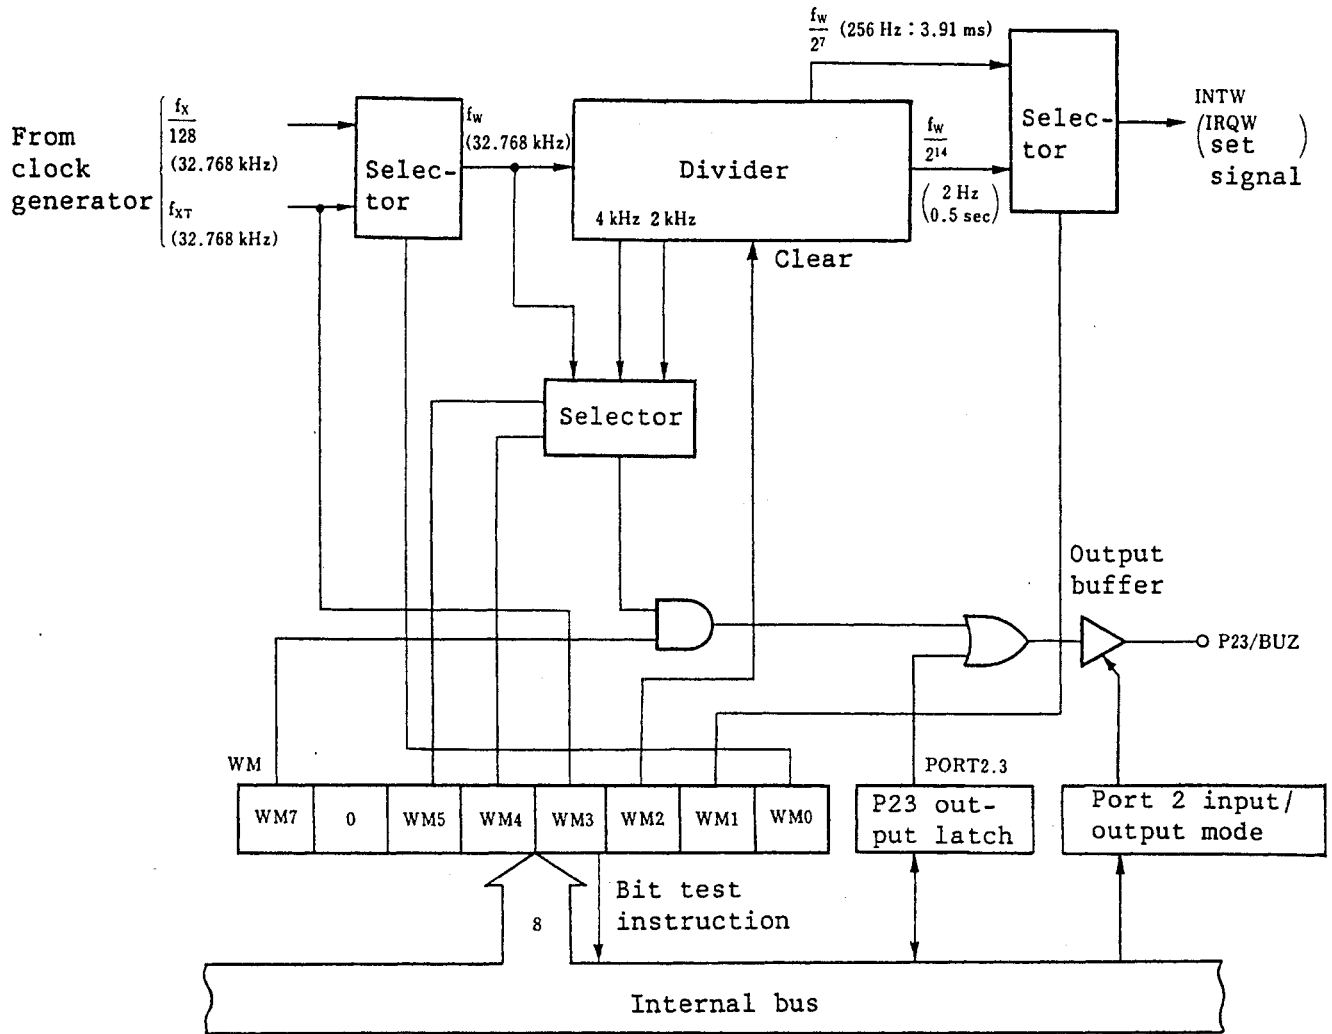 From
clock
generator
fX
128
(32.768 kHz)
fXT
(32.768 kHz)
Selec-
tor
fW
(32.768 kHz)
Divider
4 kHz 2 kHz
Clear
fW
2^7
(256 Hz : 3.91 ms)
fW
2^14
(2 Hz
0.5 sec)
Selec-
tor
INTW
(IRQW
set
signal)
Selector
Output
buffer
P23/BUZ
WM
WM7 0 WM5 WM4 WM3 WM2 WM1 WM0
PORT2.3
P23 out-
put latch
Port 2 input/
output mode
8
Bit test
instruction
Internal bus